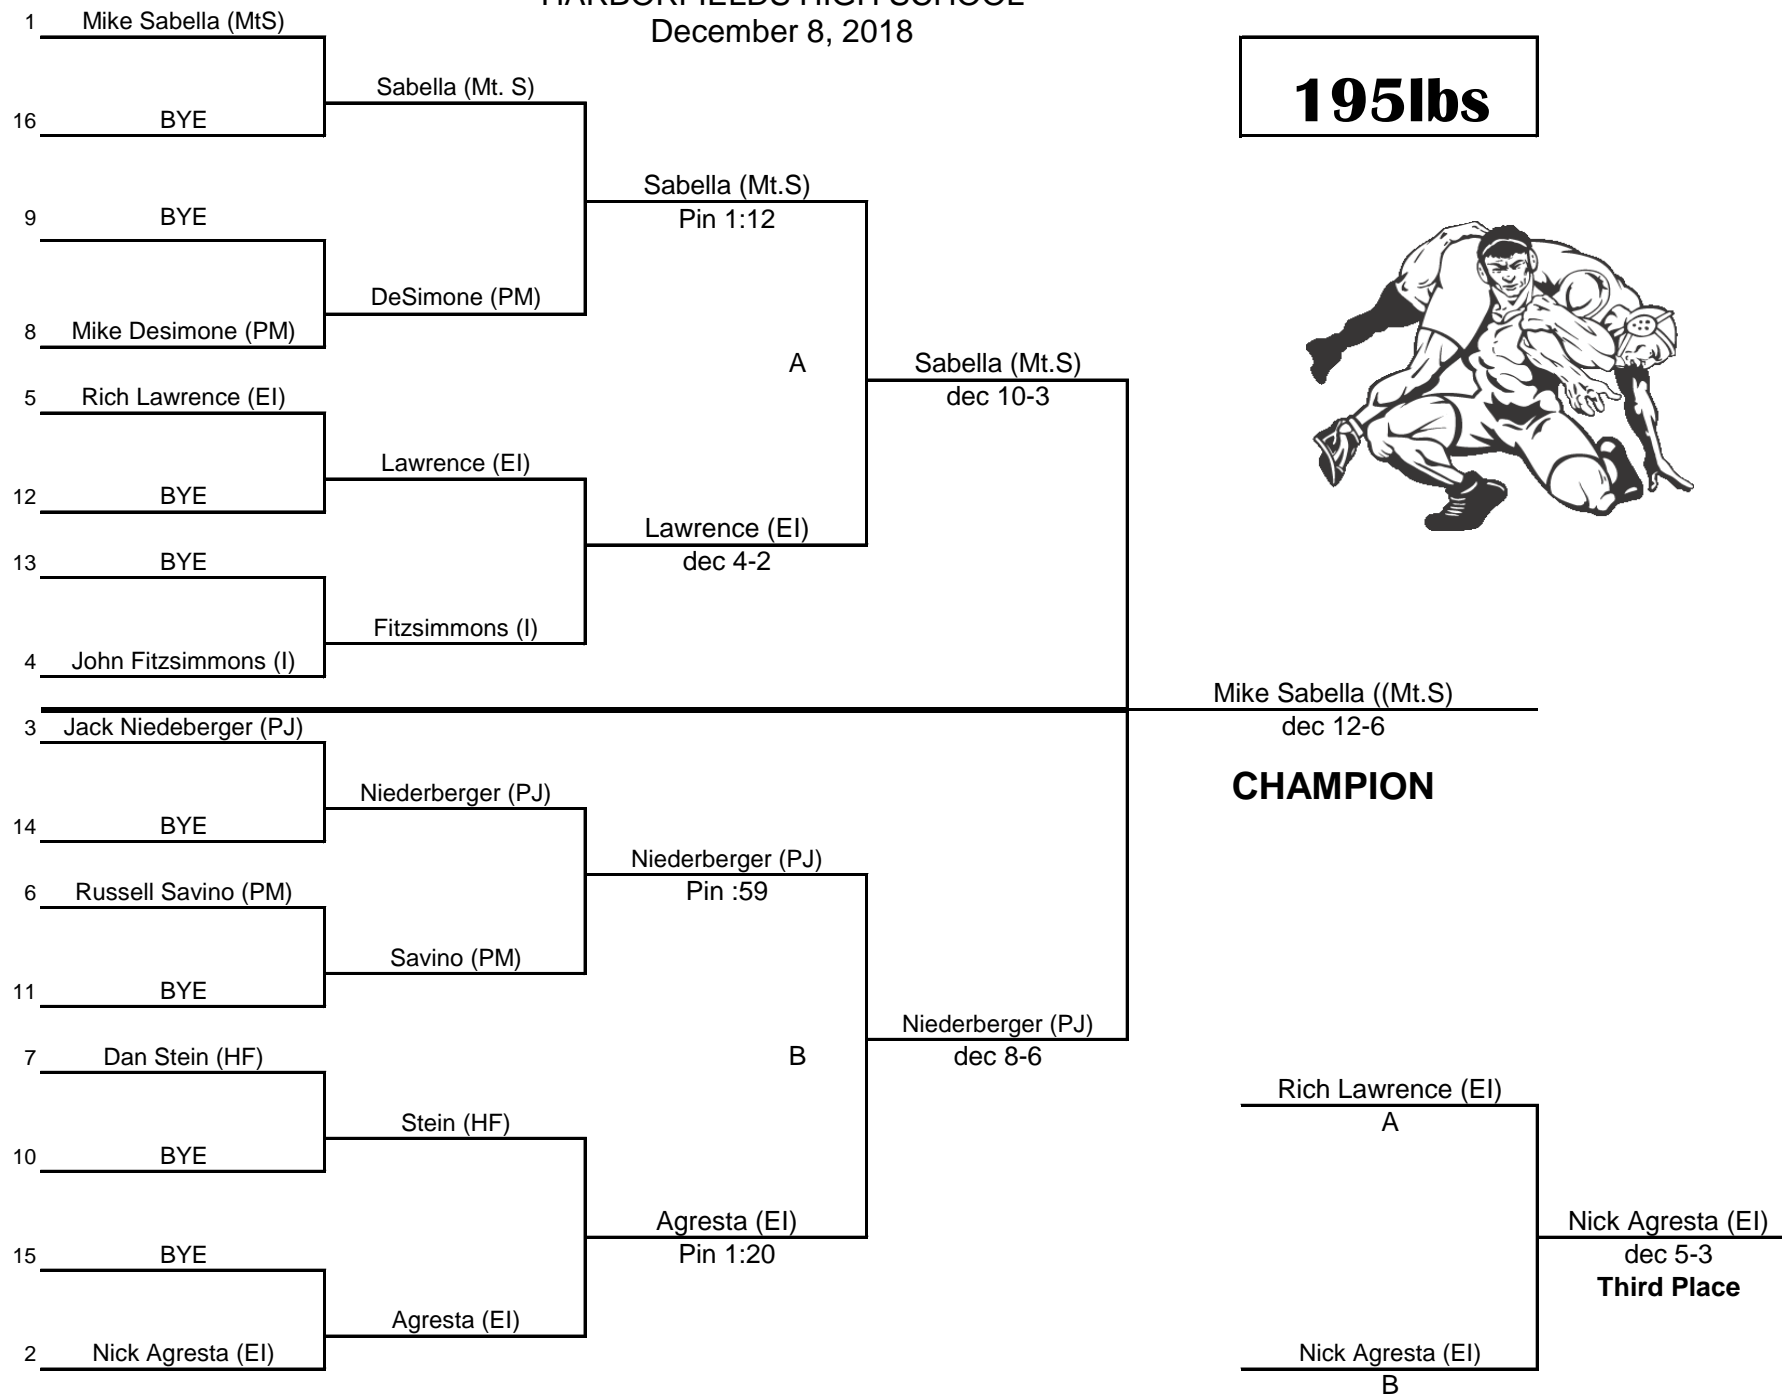 HARBORFIELDS HIGH SCHOOL
December 8, 2018
195lbs
1 Mike Sabella (MtS)
Sabella (Mt. S)
16 BYE
Sabella (Mt.S)
Pin 1:12
9 BYE
DeSimone (PM)
8 Mike Desimone (PM)
A
Sabella (Mt.S)
dec 10-3
5 Rich Lawrence (EI)
Lawrence (EI)
12 BYE
Lawrence (EI)
dec 4-2
13 BYE
Fitzsimmons (I)
4 John Fitzsimmons (I)
Mike Sabella ((Mt.S)
dec 12-6
CHAMPION
3 Jack Niedeberger (PJ)
Niederberger (PJ)
14 BYE
Niederberger (PJ)
Pin :59
6 Russell Savino (PM)
Savino (PM)
11 BYE
Niederberger (PJ)
dec 8-6
B
7 Dan Stein (HF)
Stein (HF)
10 BYE
Agresta (EI)
Pin 1:20
15 BYE
Agresta (EI)
2 Nick Agresta (EI)
Rich Lawrence (EI)
A
Nick Agresta (EI)
dec 5-3
Third Place
Nick Agresta (EI)
B